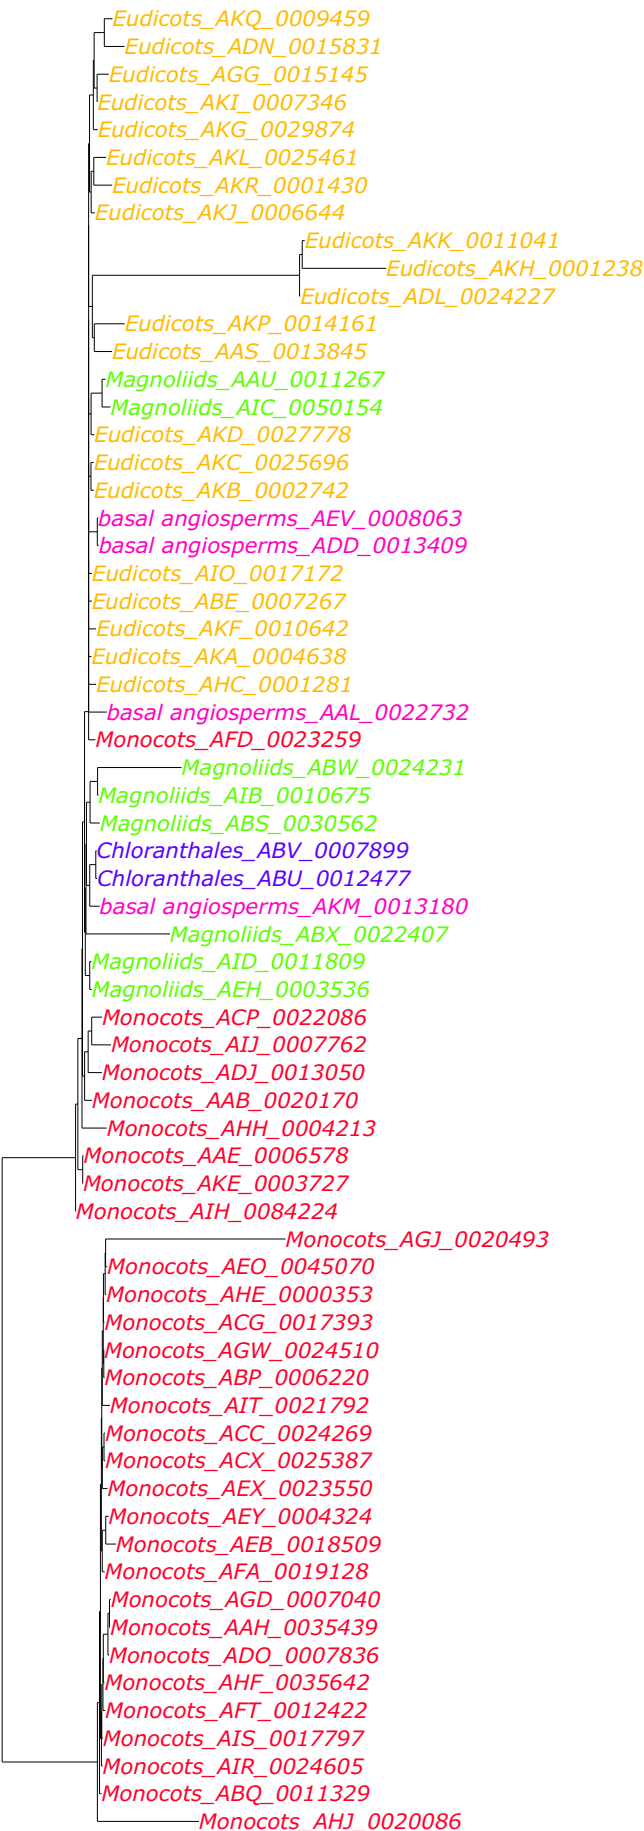 Eudicots_AKQ_0009459
Eudicots_ADN_0015831
Eudicots_AGG_0015145
Eudicots_AKI_0007346
Eudicots_AKG_0029874
Eudicots_AKL_0025461
Eudicots_AKR_0001430
Eudicots_AKJ_0006644
Eudicots_AKK_0011041
Eudicots_AKH_0001238
Eudicots_ADL_0024227
Eudicots_AKP_0014161
Eudicots_AAS_0013845
Magnoliids_AAU_0011267
Magnoliids_AIC_0050154
Eudicots_AKD_0027778
Eudicots_AKC_0025696
Eudicots_AKB_0002742
basal angiosperms_AEV_0008063
basal angiosperms_ADD_0013409
Eudicots_AIO_0017172
Eudicots_ABE_0007267
Eudicots_AKF_0010642
Eudicots_AKA_0004638
Eudicots_AHC_0001281
basal angiosperms_AAL_0022732
Monocots_AFD_0023259
Magnoliids_ABW_0024231
Magnoliids_AIB_0010675
Magnoliids_ABS_0030562
Chloranthales_ABV_0007899
Chloranthales_ABU_0012477
basal angiosperms_AKM_0013180
Magnoliids_ABX_0022407
Magnoliids_AID_0011809
Magnoliids_AEH_0003536
Monocots_ACP_0022086
Monocots_AIJ_0007762
Monocots_ADJ_0013050
Monocots_AAB_0020170
Monocots_AHH_0004213
Monocots_AAE_0006578
Monocots_AKE_0003727
Monocots_AIH_0084224
Monocots_AGJ_0020493
Monocots_AEO_0045070
Monocots_AHE_0000353
Monocots_ACG_0017393
Monocots_AGW_0024510
Monocots_ABP_0006220
Monocots_AIT_0021792
Monocots_ACC_0024269
Monocots_ACX_0025387
Monocots_AEX_0023550
Monocots_AEY_0004324
Monocots_AEB_0018509
Monocots_AFA_0019128
Monocots_AGD_0007040
Monocots_AAH_0035439
Monocots_ADO_0007836
Monocots_AHF_0035642
Monocots_AFT_0012422
Monocots_AIS_0017797
Monocots_AIR_0024605
Monocots_ABQ_0011329
Monocots_AHJ_0020086